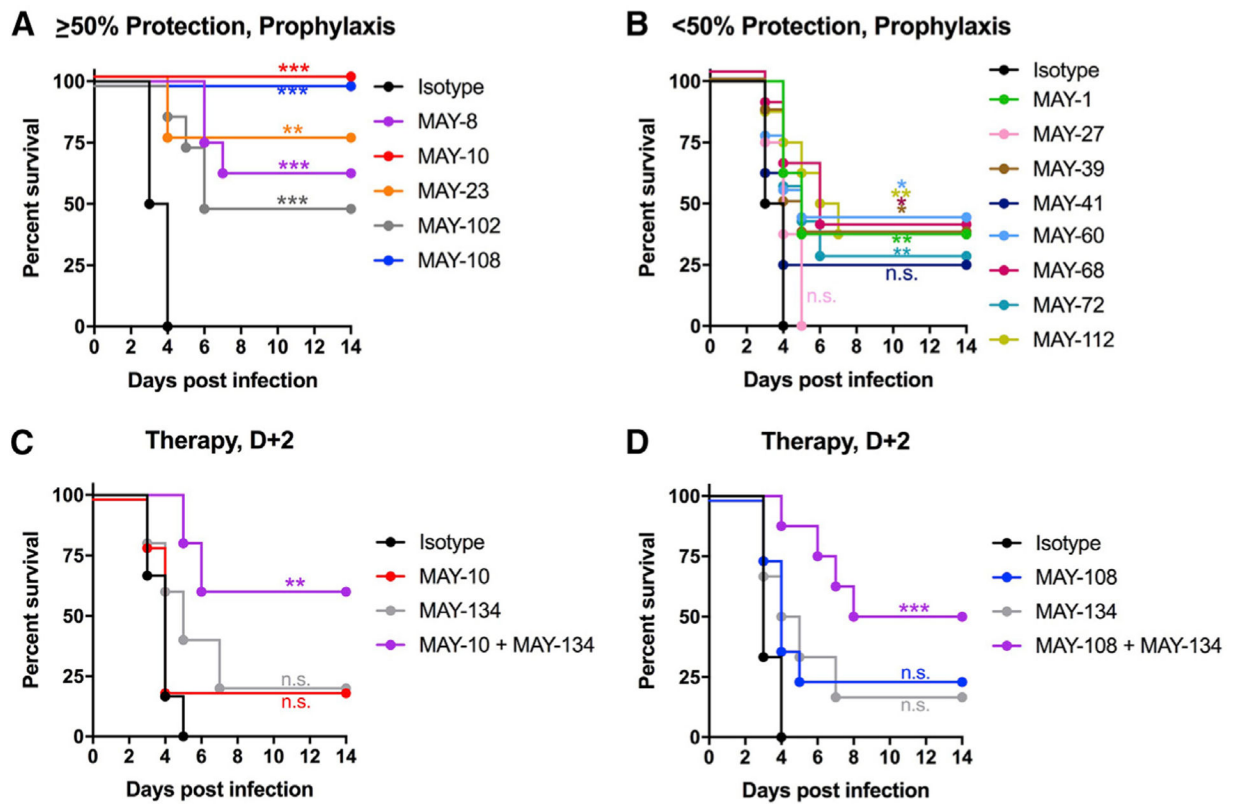 A ≥50% Protection, Prophylaxis
Percent survival
100
75
50
25
0
0 2 4 6 8 10 12 14
Days post infection
***
***
**
***
***
Isotype
MAY-8
MAY-10
MAY-23
MAY-102
MAY-108
B <50% Protection, Prophylaxis
Percent survival
100
75
50
25
0
0 2 4 6 8 10 12 14
Days post infection
*
**
*
*
**
**
n.s.
n.s.
Isotype
MAY-1
MAY-27
MAY-39
MAY-41
MAY-60
MAY-68
MAY-72
MAY-112
C Therapy, D+2
Percent survival
100
75
50
25
0
0 2 4 6 8 10 12 14
Days post infection
**
n.s.
n.s.
Isotype
MAY-10
MAY-134
MAY-10 + MAY-134
D Therapy, D+2
Percent survival
100
75
50
25
0
0 2 4 6 8 10 12 14
Days post infection
***
n.s.
n.s.
Isotype
MAY-108
MAY-134
MAY-108 + MAY-134